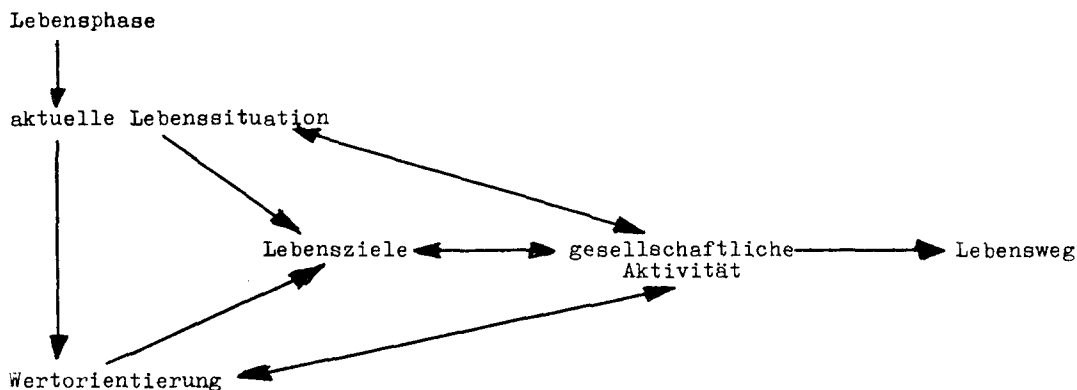 Lebensphase
aktuelle Lebenssituation
Lebensziele
gesellschaftliche
Aktivität
Lebensweg
Wertorientierung